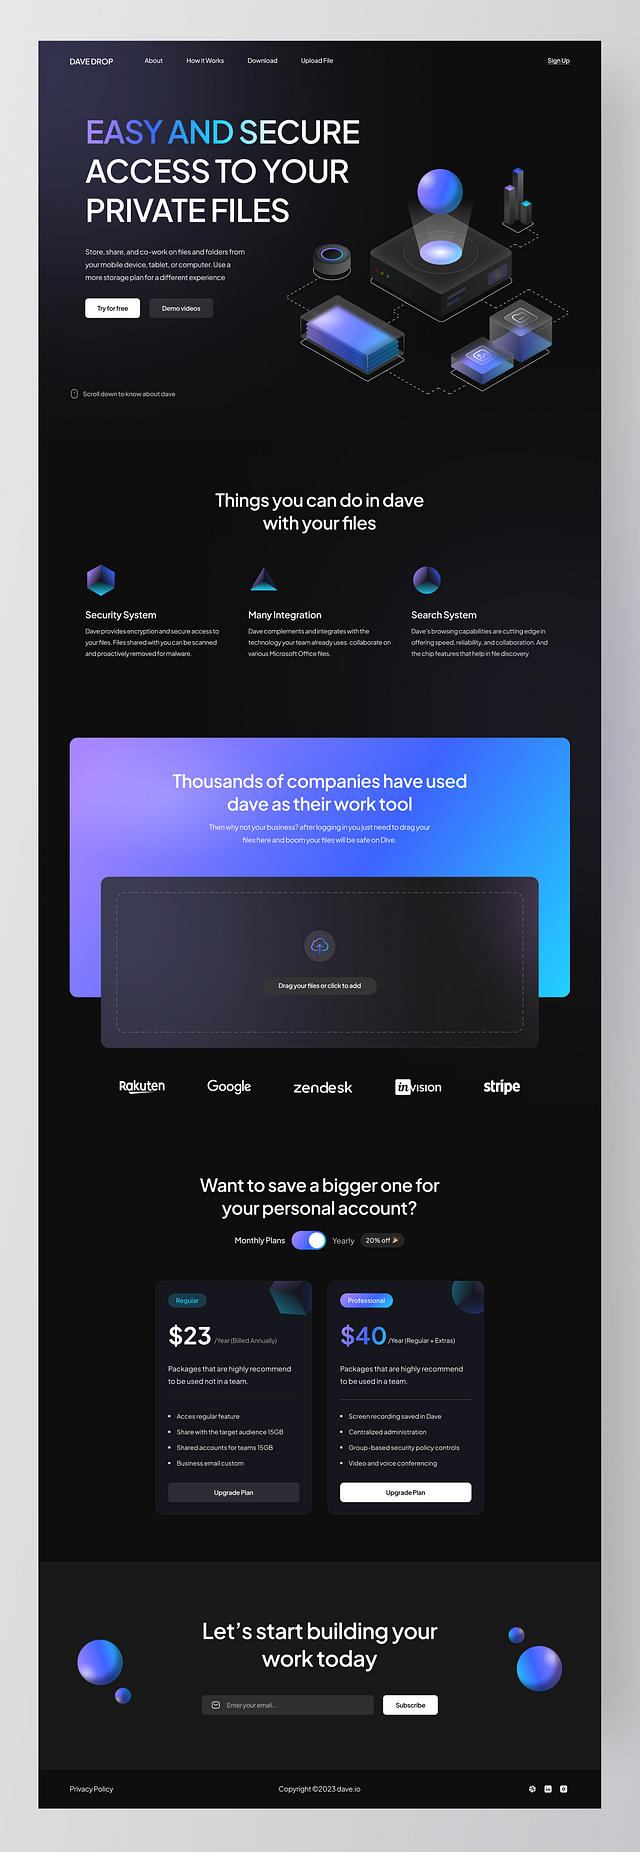 DAVE DROP
About
How it Works
Download
Upload File
Sign Up
EASY AND SECURE
ACCESS TO YOUR
PRIVATE FILES
Store, share, and co-work on files and folders from
your mobile device, tablet, or computer. Use a
more storage plan for a different experience
Try for free
Demo videos
Scroll down to know about dave
Things you can do in dave
with your files
Security System
Dave provides encryption and secure access to
your files. Files shared with you can be scanned
and proactively removed for malware.
Many Integration
Dave complements and integrates with the
technology your team already uses. collaborate on
various Microsoft Office files.
Search System
Dave's browsing capabilities are cutting edge in
offering speed, reliability, and collaboration. And
the chip features that help in file discovery
Thousands of companies have used
dave as their work tool
Then why not your business? after logging in you just need to drag your
files here and boom your files will be safe on Dive.
Drag your files or click to add
Rakuten
Google
zendesk
inVISION
stripe
Want to save a bigger one for
your personal account?
Monthly Plans
Yearly
20% off 🎉
Regular
$23 /Year (Billed Annually)
Packages that are highly recommend
to be used not in a team.
Acces regular feature
Share with the target audience 15GB
Shared accounts for teams 15GB
Business email custom
Upgrade Plan
Professional
$40 /Year (Regular + Extras)
Packages that are highly recommend
to be used in a team.
Screen recording saved in Dave
Centralized administration
Group-based security policy controls
Video and voice conferencing
Upgrade Plan
Let's start building your
work today
Enter your email...
Subscribe
Privacy Policy
Copyright ©2023 dave.io